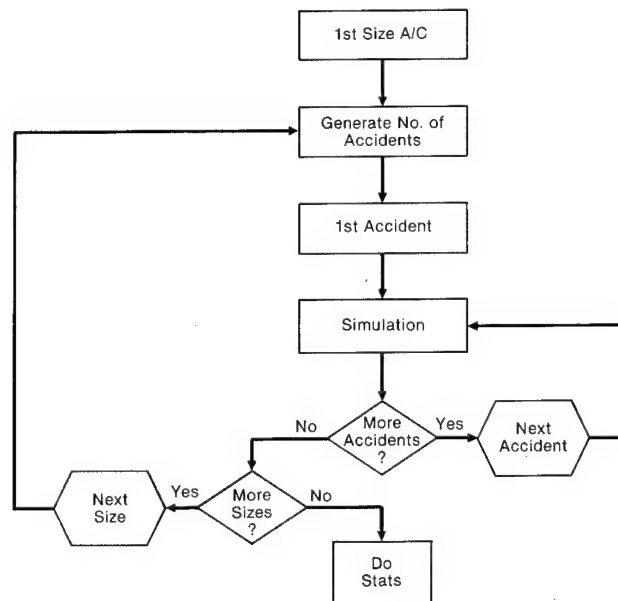 1st Size A/C
Generate No. of
Accidents
1st Accident
Simulation
No
More
Accidents
?
Yes
Next
Accident
Next
Size
Yes
More
Sizes
?
No
Do
Stats